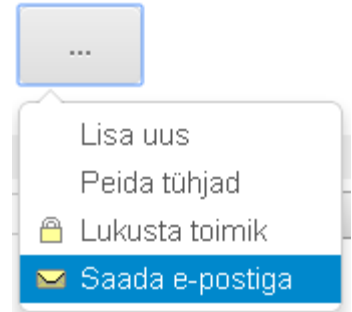 ...
Lisa uus
Peida tühjad
Lukusta toimik
Saada e-postiga